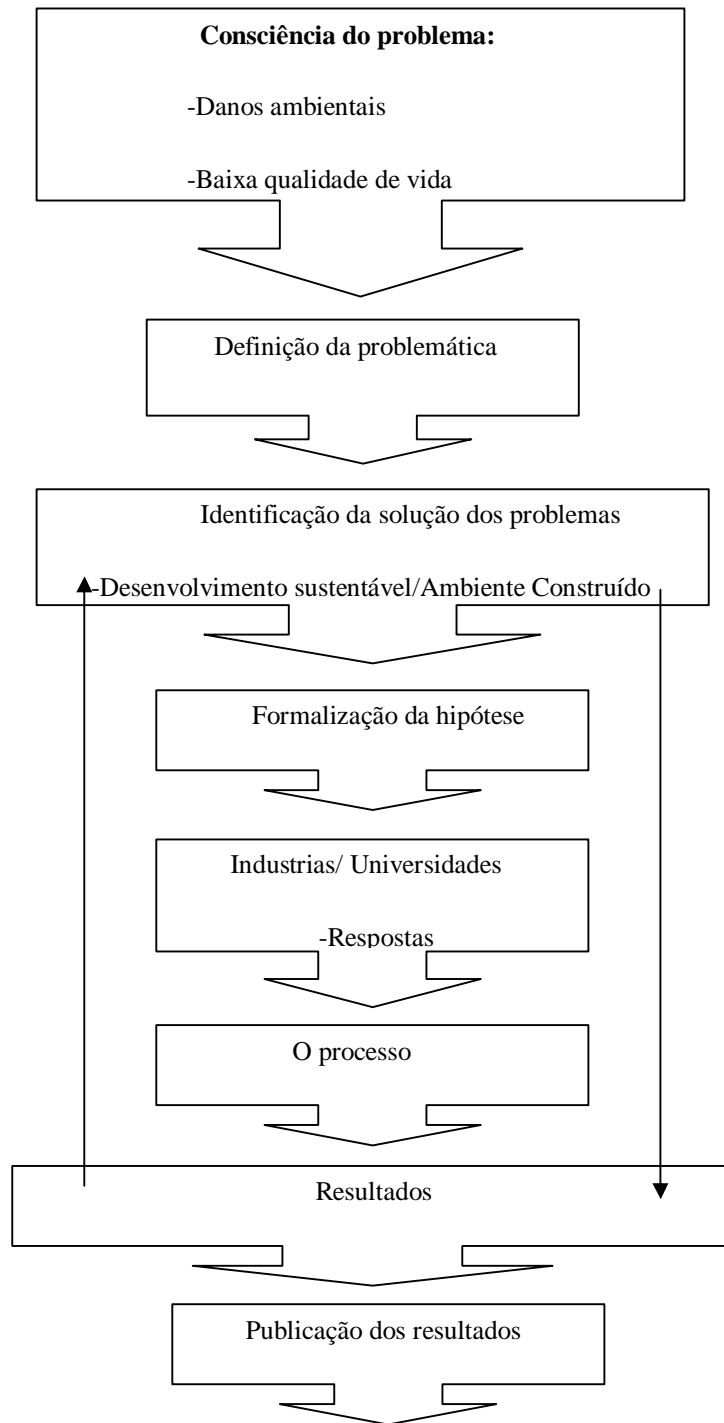 Consciência do problema:
-Danos ambientais
-Baixa qualidade de vida
Definição da problemática
Identificação da solução dos problemas
-Desenvolvimento sustentável/Ambiente Construído
Formalização da hipótese
Industrias/ Universidades
-Respostas
O processo
Resultados
Publicação dos resultados